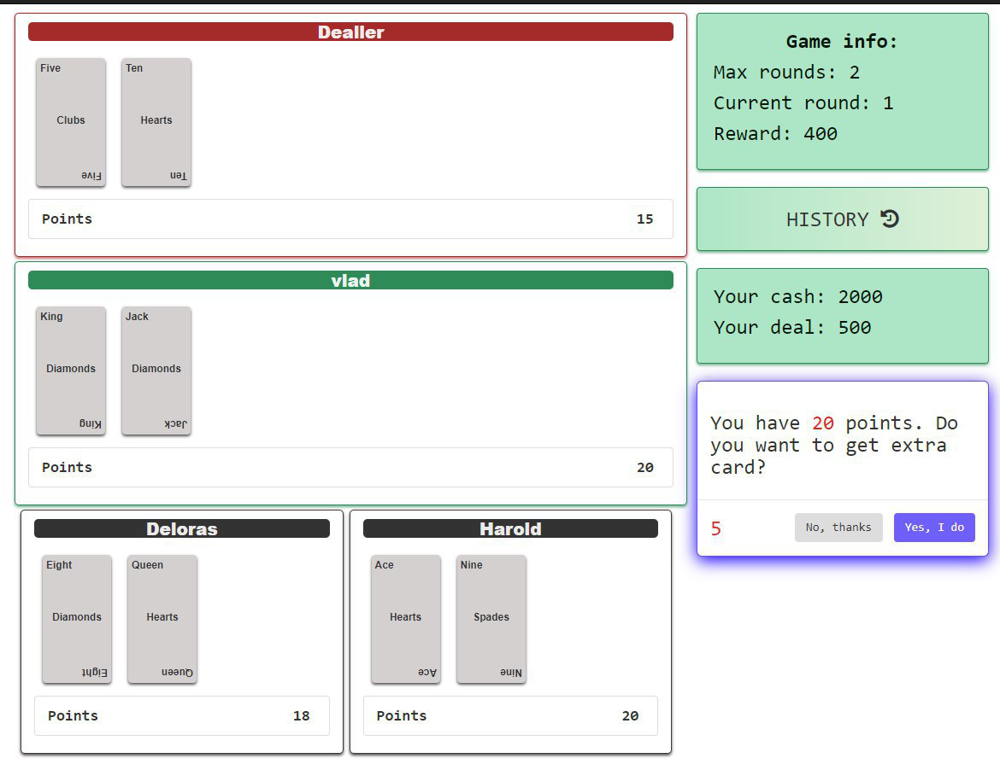 Dealler
Five Ten
Clubs Hearts
Five Ten
Points 15
vlad
King Jack
Diamonds Diamonds
King Jack
Points 20
Deloras
Eight Queen
Diamonds Hearts
Eight Queen
Points 18
Harold
Ace Nine
Hearts Spades
Ace Nine
Points 20
Game info:
Max rounds: 2
Current round: 1
Reward: 400
HISTORY
Your cash: 2000
Your deal: 500
You have 20 points. Do
you want to get extra
card?
5 No, thanks Yes, I do